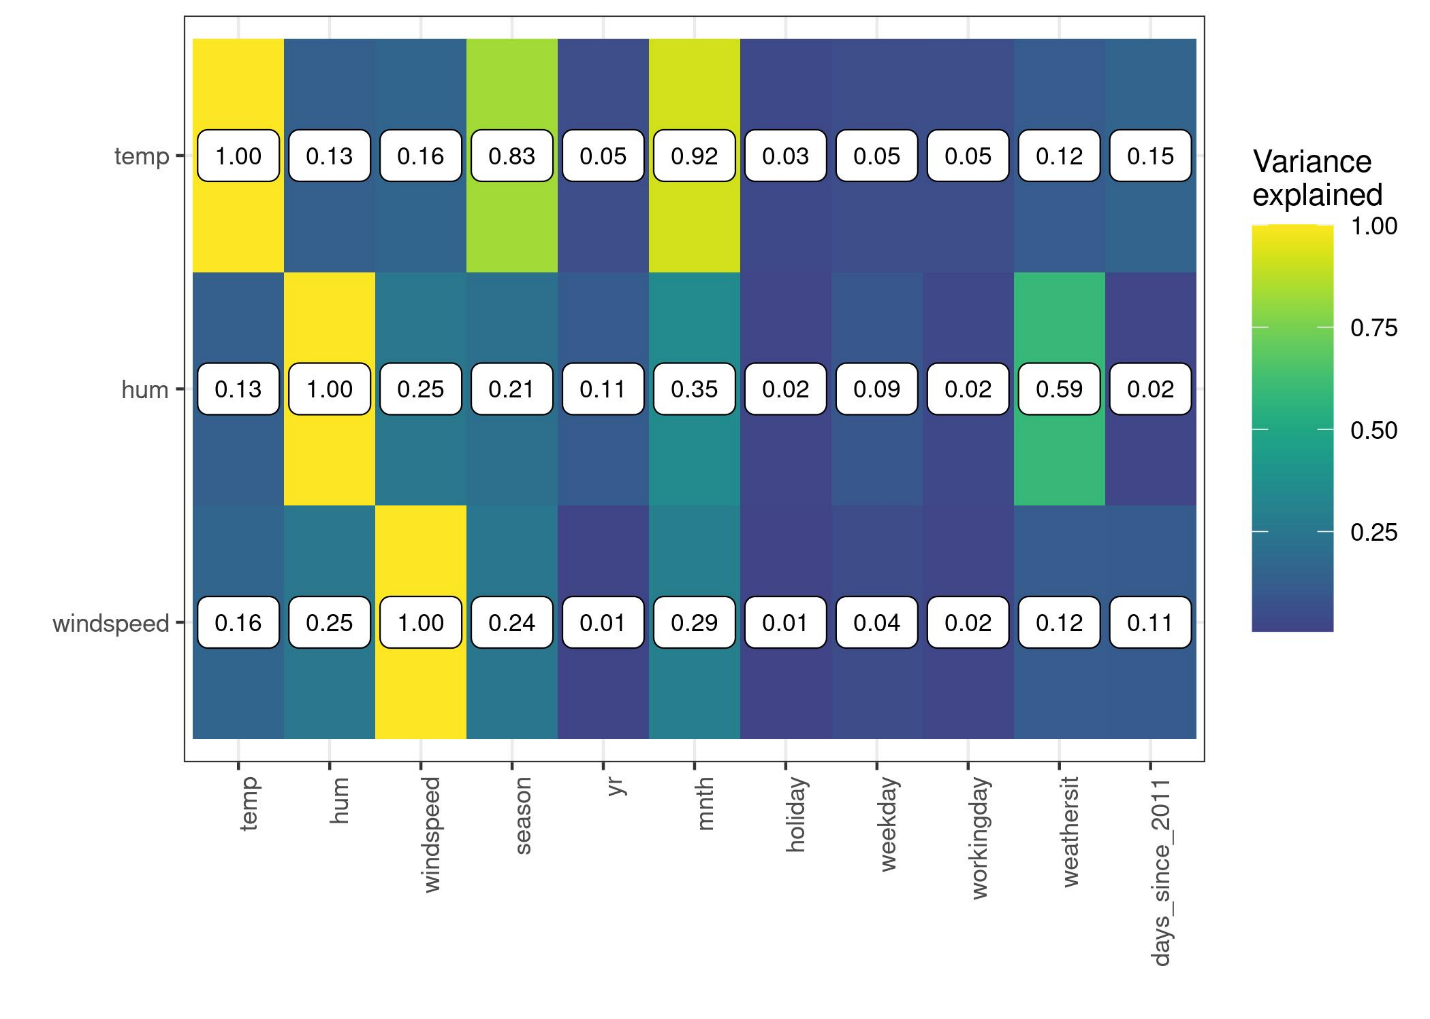 temp 1.00 0.13 0.16 0.83 0.05 0.92 0.03 0.05 0.05 0.12 0.15
hum 0.13 1.00 0.25 0.21 0.11 0.35 0.02 0.09 0.02 0.59 0.02
windspeed 0.16 0.25 1.00 0.24 0.01 0.29 0.01 0.04 0.02 0.12 0.11
temp
hum
windspeed
season
yr
mnth
holiday
weekday
workingday
weathersit
days_since_2011
Variance
explained
1.00
0.75
0.50
0.25